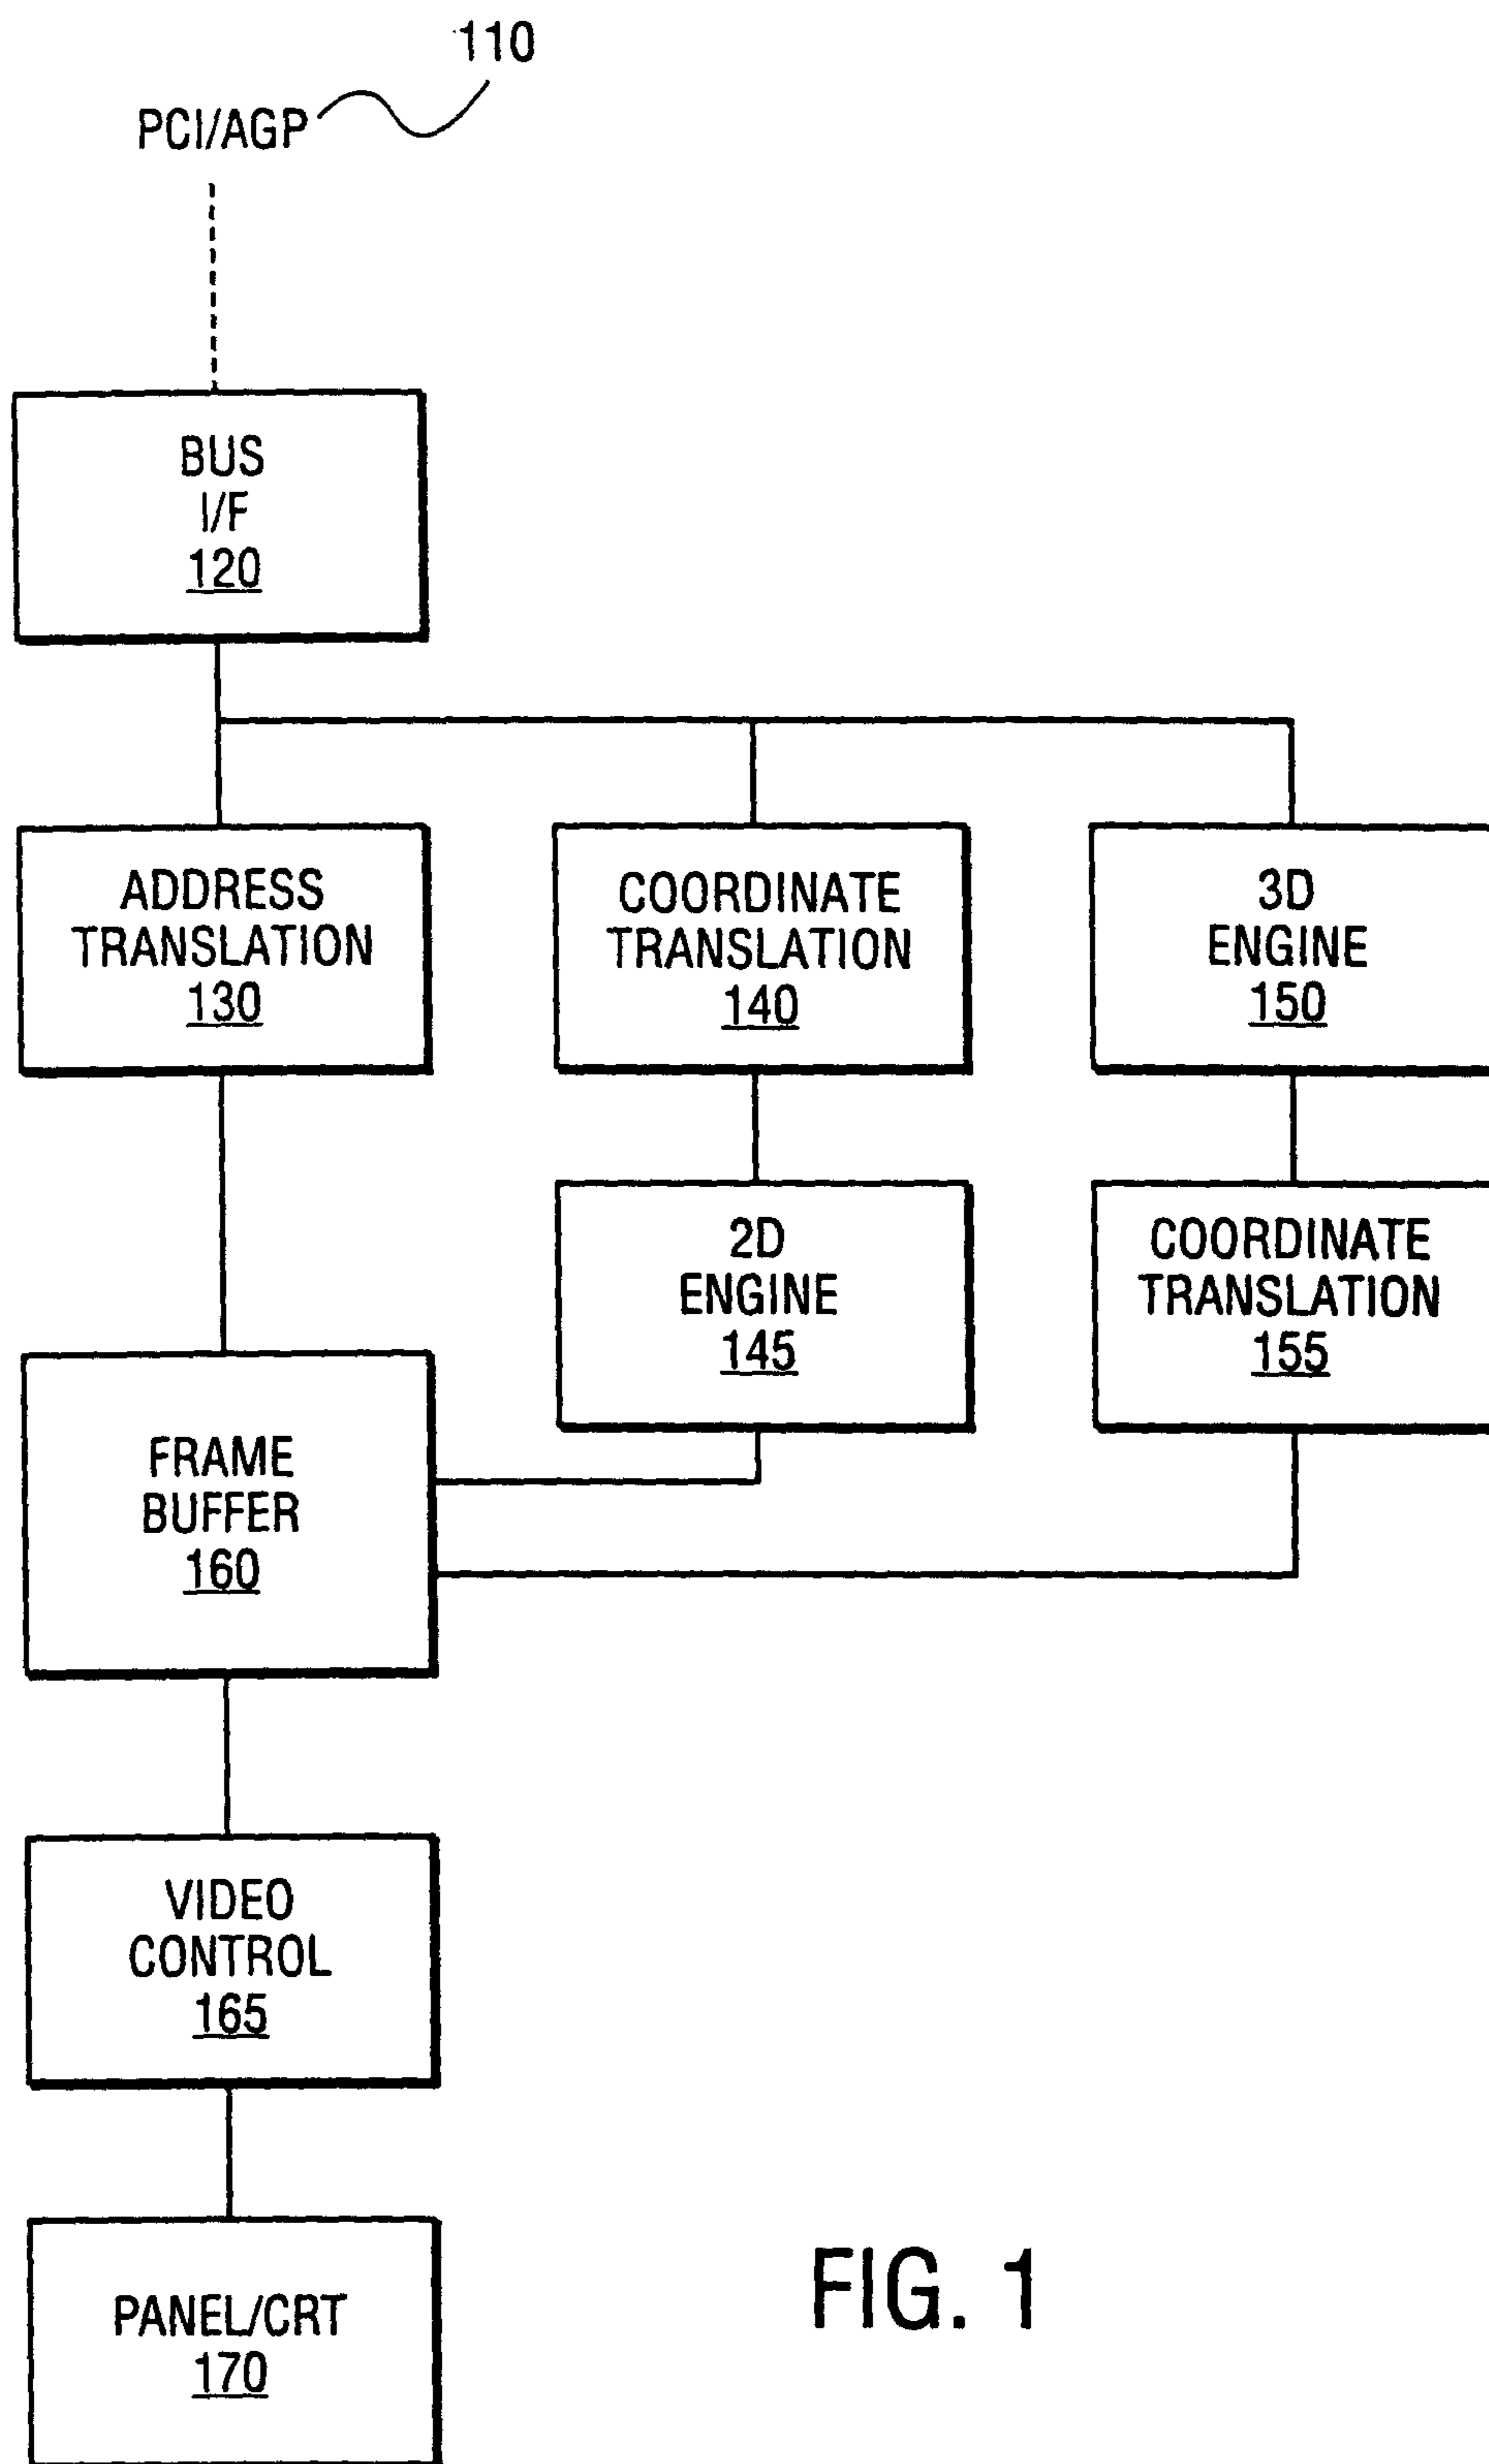 110
PCI/AGP
BUS
I/F
120
ADDRESS
TRANSLATION
130
COORDINATE
TRANSLATION
140
3D
ENGINE
150
2D
ENGINE
145
COORDINATE
TRANSLATION
155
FRAME
BUFFER
160
VIDEO
CONTROL
165
PANEL/CRT
170
FIG. 1